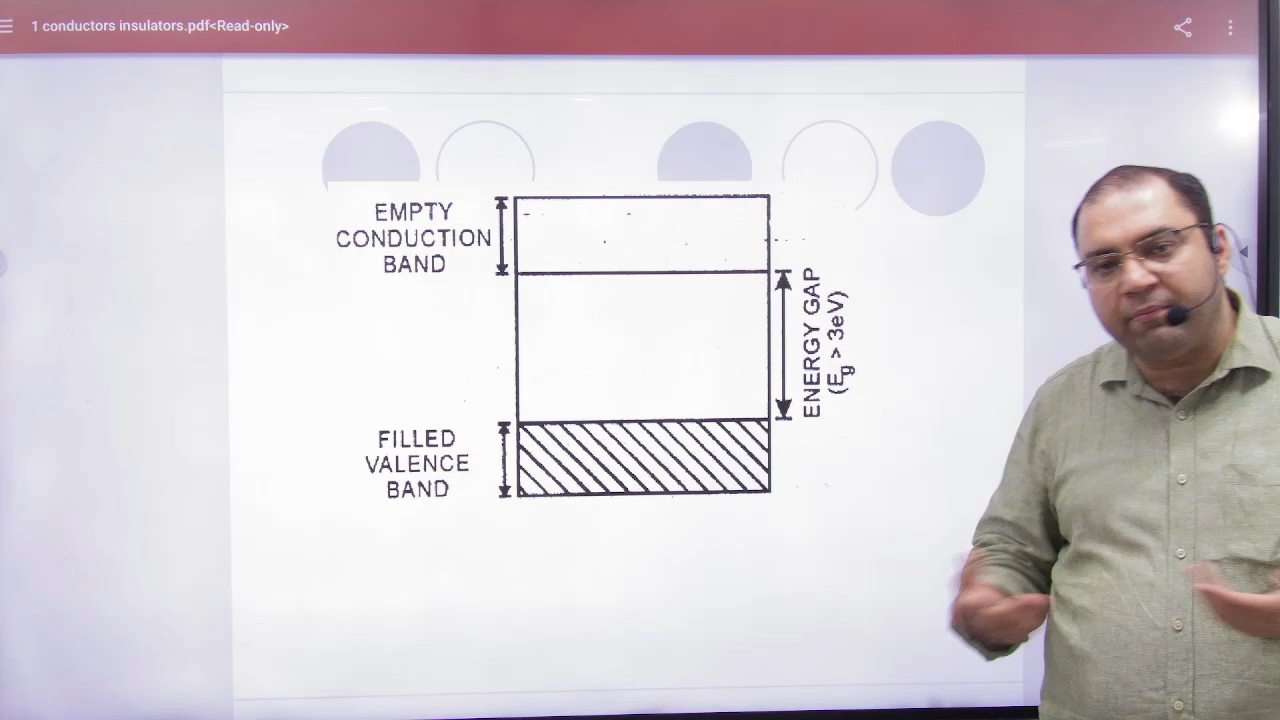 1 conductors insulators.pdf<Read-only>
EMPTY
CONDUCTION
BAND
ENERGY GAP
(Eg > 3eV)
FILLED
VALENCE
BAND